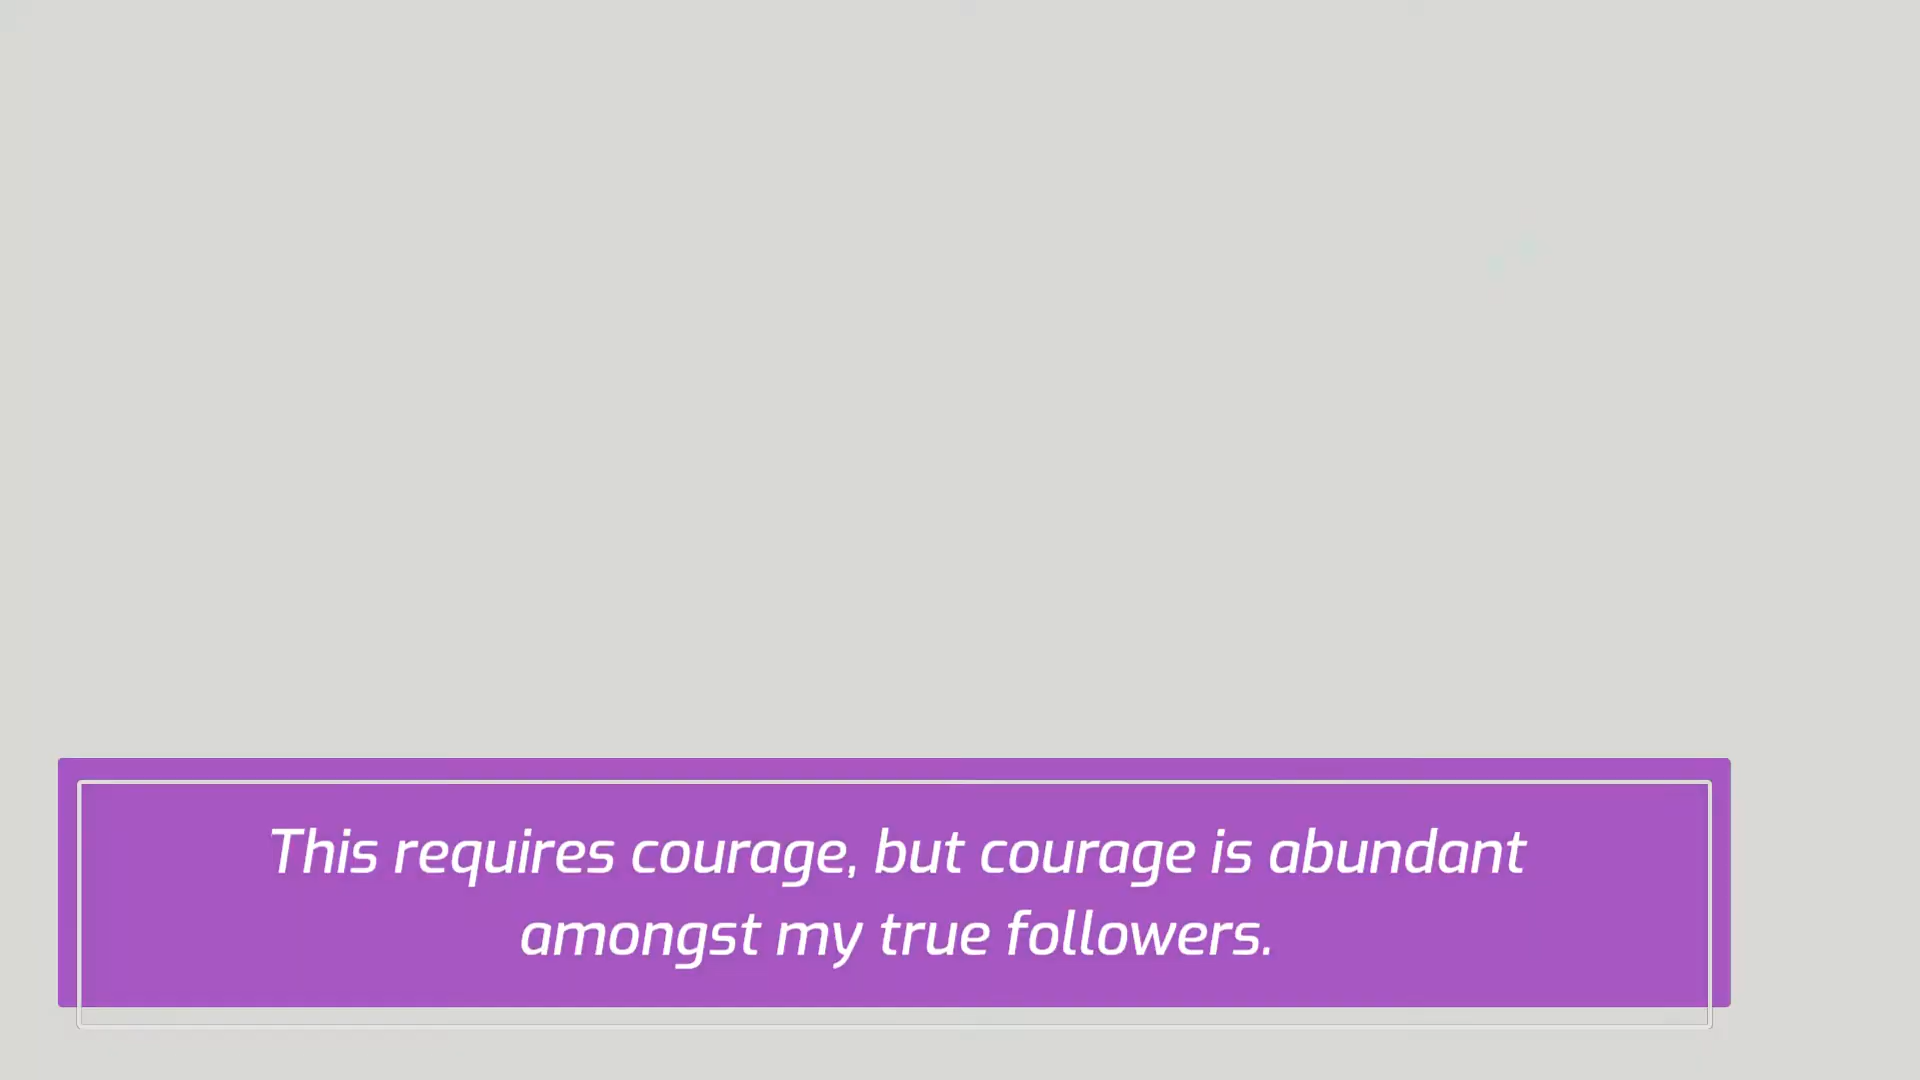 This requires courage, but courage is abundant
amongst my true followers.